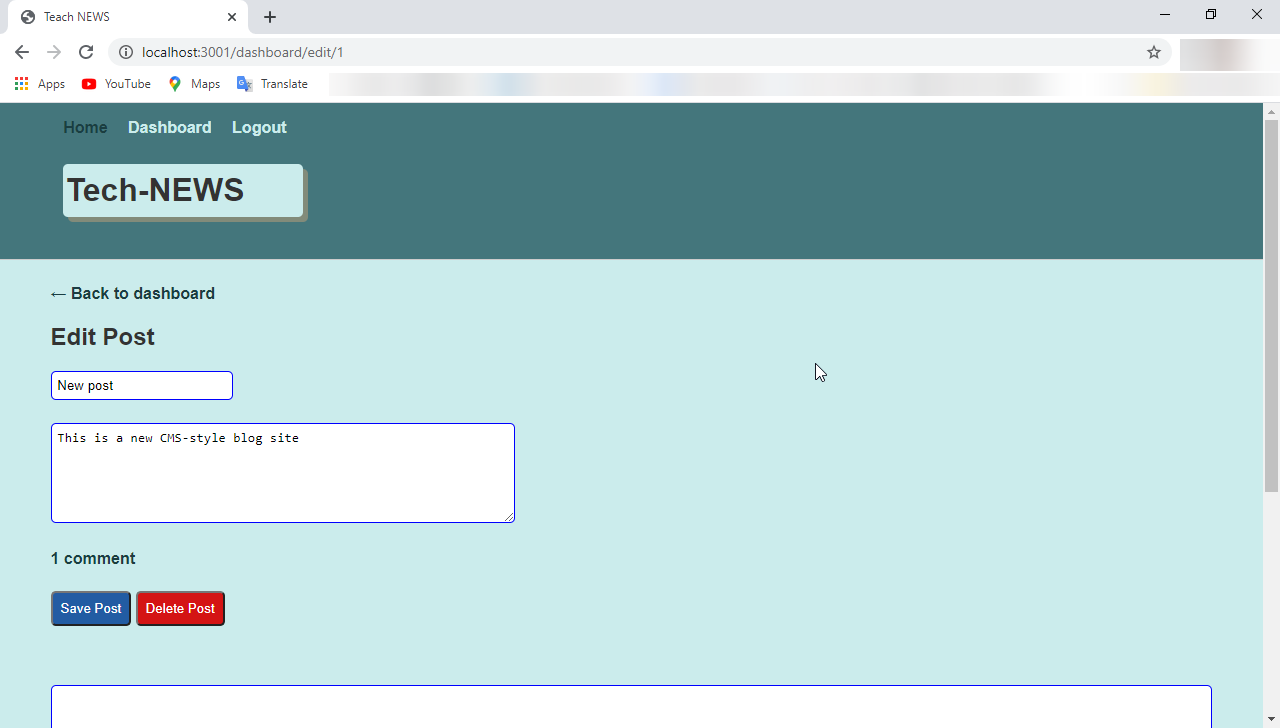 Teach NEWS
localhost:3001/dashboard/edit/1
Apps YouTube Maps Translate
Home Dashboard Logout
Tech-NEWS
← Back to dashboard
Edit Post
New post
This is a new CMS-style blog site
1 comment
Save Post Delete Post